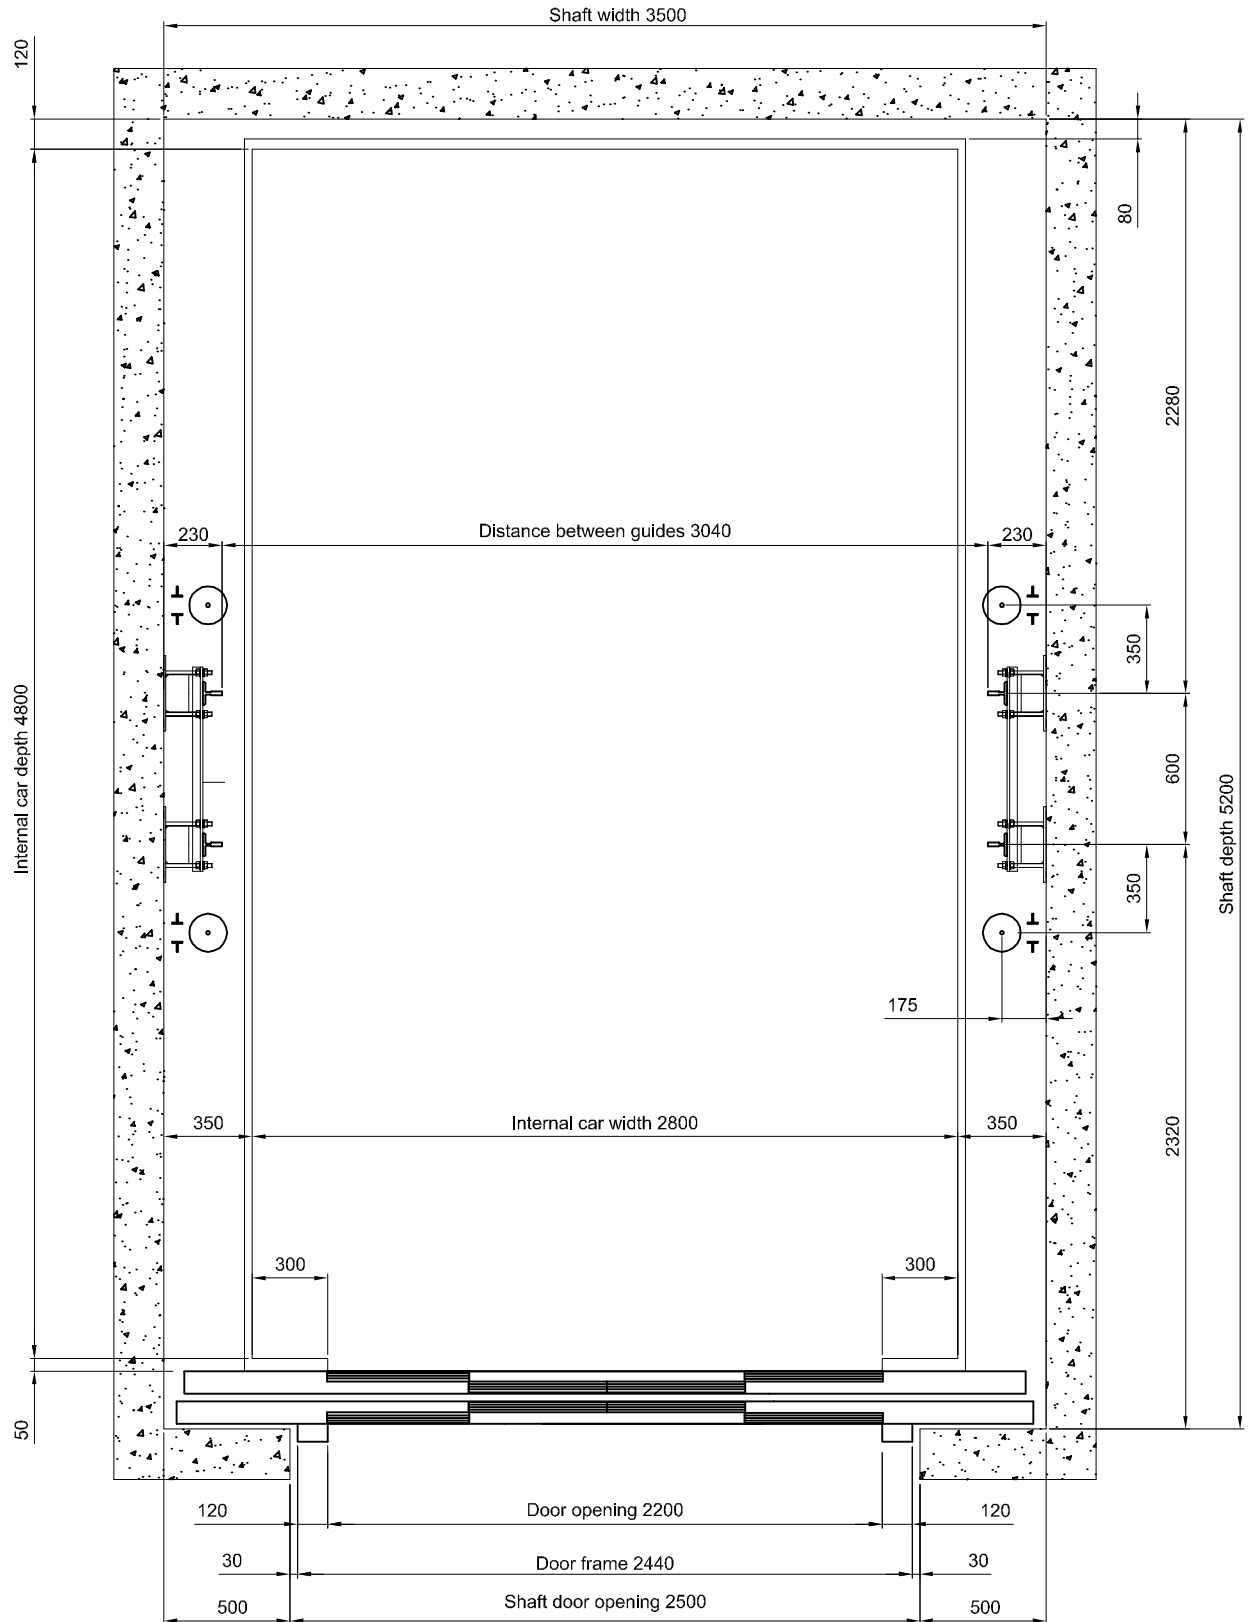 Shaft width 3500
120
80
2280
230
Distance between guides 3040
230
350
Internal car depth 4800
600
Shaft depth 5200
350
175
350
Internal car width 2800
350
2320
300
300
50
120
Door opening 2200
120
30
Door frame 2440
30
500
Shaft door opening 2500
500